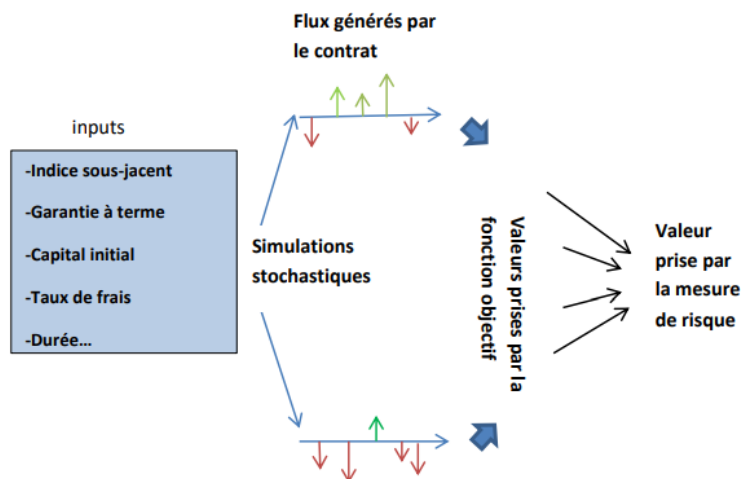 Flux générés par
le contrat
inputs
-Indice sous-jacent
-Garantie à terme
-Capital initial
-Taux de frais
-Durée...
Simulations
stochastiques
Valeurs prises par la
fonction objectif
Valeur
prise par
la mesure
de risque